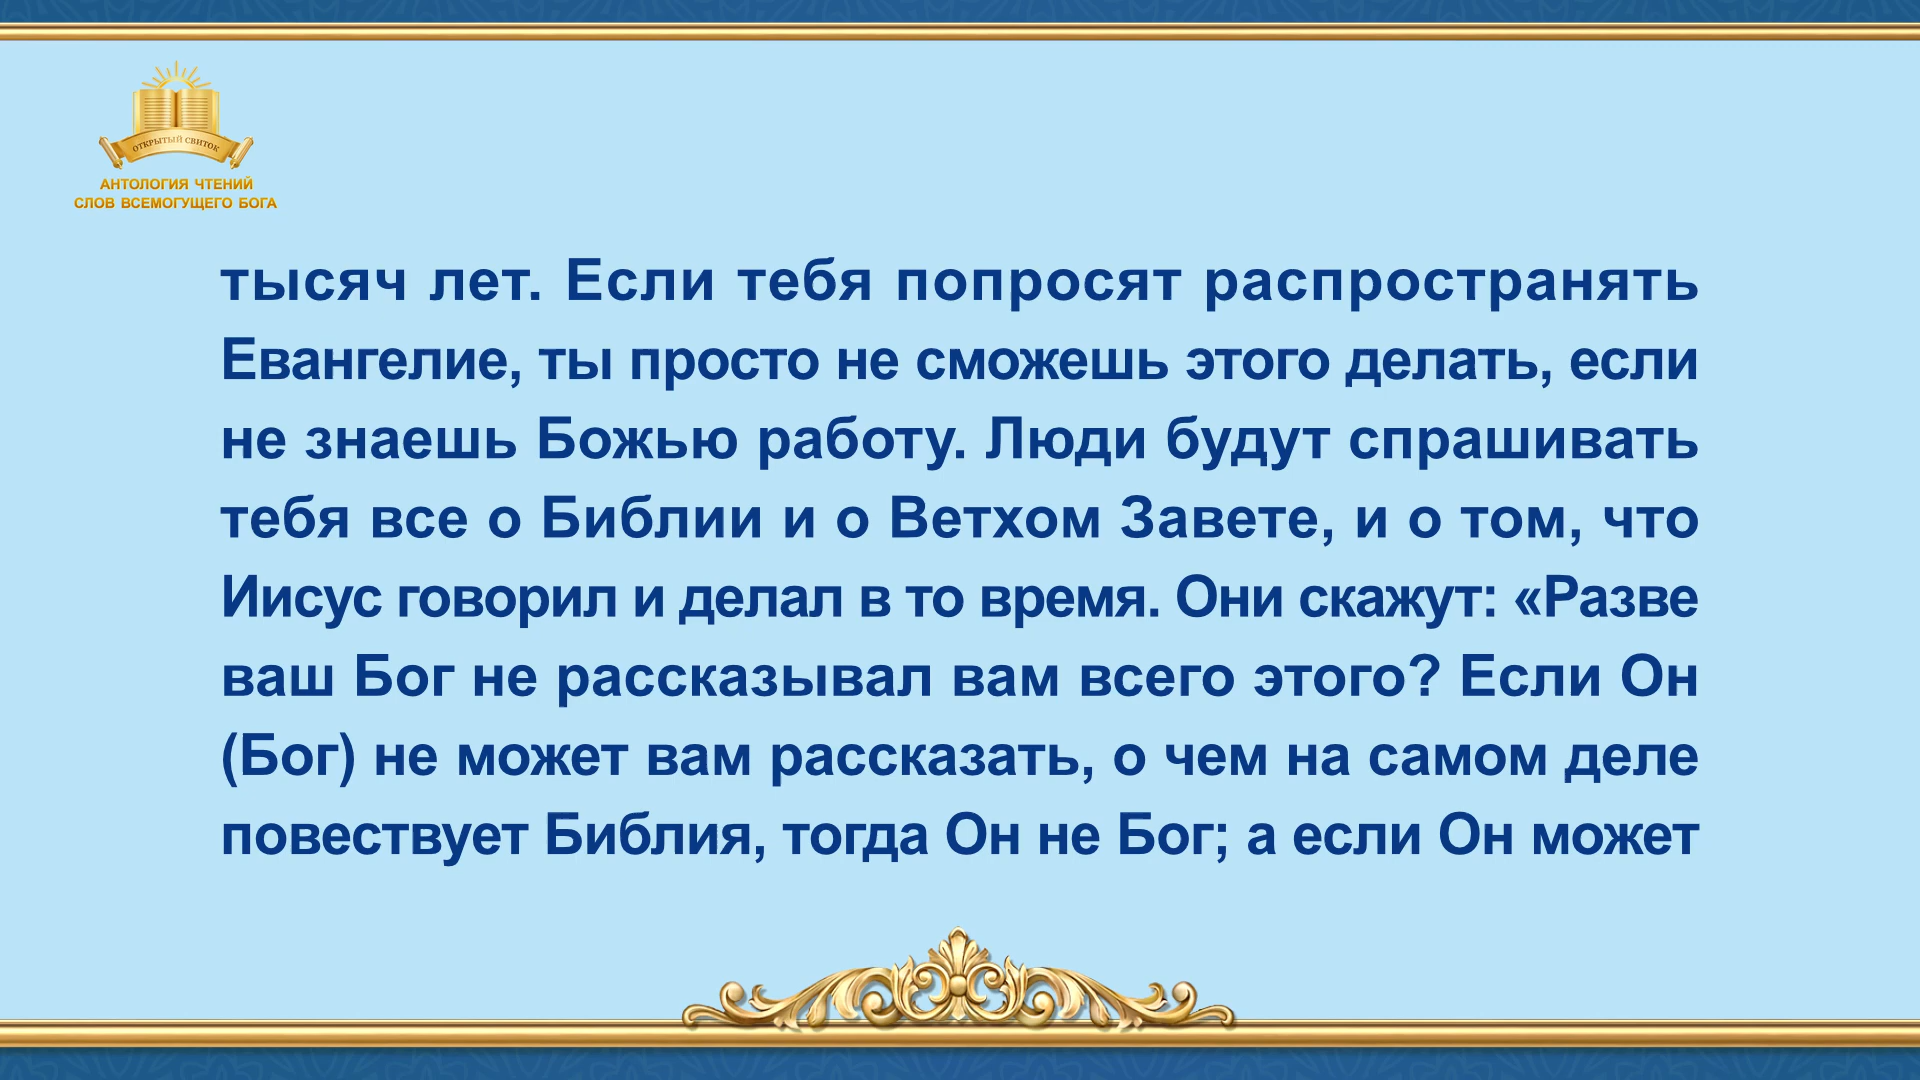 ОТКРЫТЫЙ СВИТОК
АНТОЛОГИЯ ЧТЕНИЙ
СЛОВ ВСЕМОГУЩЕГО БОГА
тысяч лет. Если тебя попросят распространять
Евангелие, ты просто не сможешь этого делать, если
не знаешь Божью работу. Люди будут спрашивать
тебя все о Библии и о Ветхом Завете, и о том, что
Иисус говорил и делал в то время. Они скажут: «Разве
ваш Бог не рассказывал вам всего этого? Если Он
(Бог) не может вам рассказать, о чем на самом деле
повествует Библия, тогда Он не Бог; а если Он может